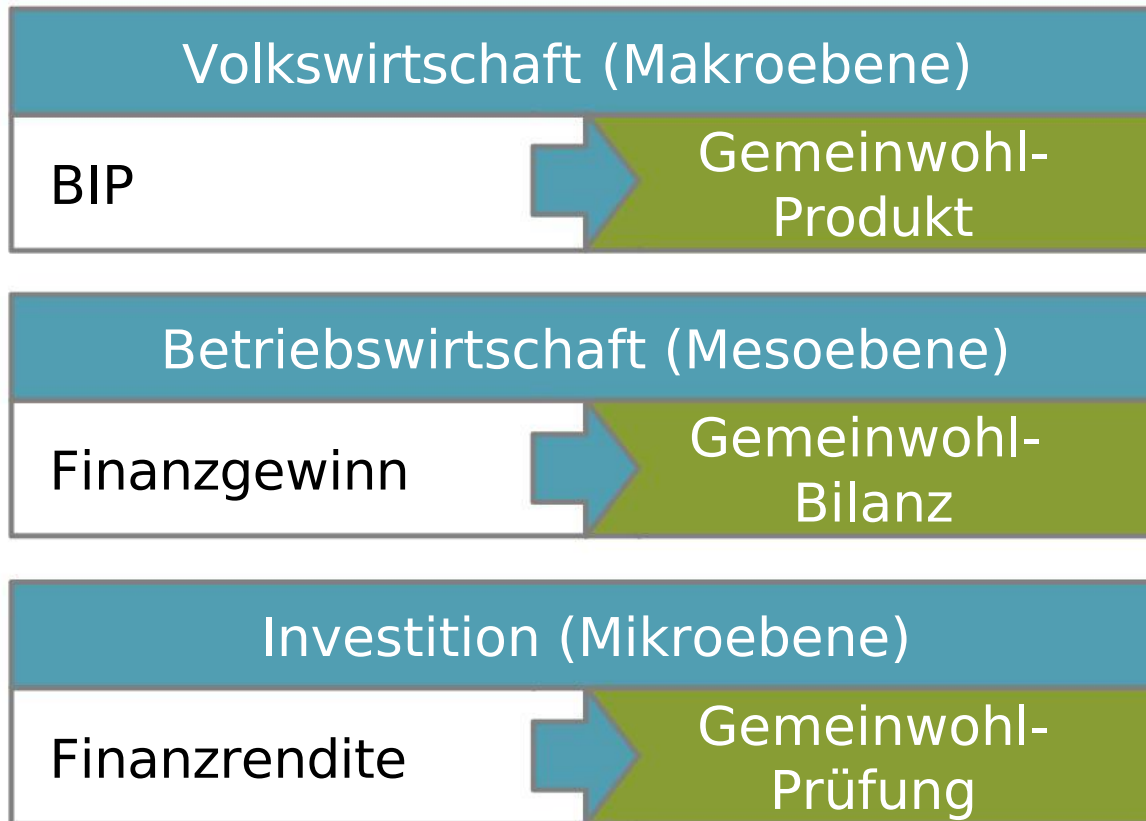 Volkswirtschaft (Makroebene)
BIP
Gemeinwohl-
Produkt
Betriebswirtschaft (Mesoebene)
Finanzgewinn
Gemeinwohl-
Bilanz
Investition (Mikroebene)
Finanzrendite
Gemeinwohl-
Prüfung